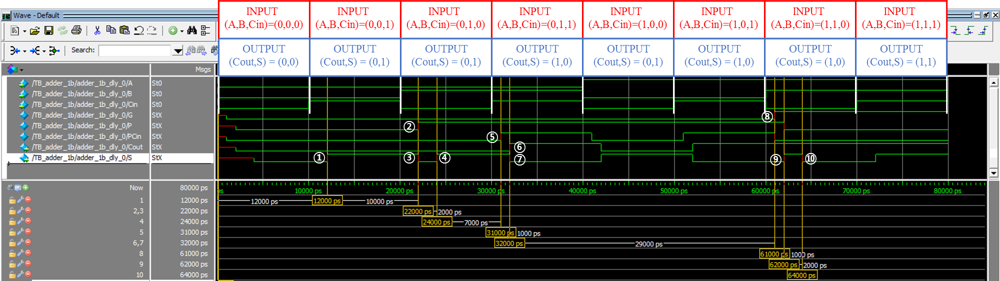 INPUT
(A,B,Cin)=(0,0,0)
INPUT
(A,B,Cin)=(0,0,1)
INPUT
(A,B,Cin)=(0,1,0)
INPUT
(A,B,Cin)=(0,1,1)
INPUT
(A,B,Cin)=(1,0,0)
INPUT
(A,B,Cin)=(1,0,1)
INPUT
(A,B,Cin)=(1,1,0)
INPUT
(A,B,Cin)=(1,1,1)
OUTPUT
(Cout,S) = (0,0)
OUTPUT
(Cout,S) = (0,1)
OUTPUT
(Cout,S) = (0,1)
OUTPUT
(Cout,S) = (1,0)
OUTPUT
(Cout,S) = (0,1)
OUTPUT
(Cout,S) = (1,0)
OUTPUT
(Cout,S) = (1,0)
OUTPUT
(Cout,S) = (1,1)
Wave - Default
Search:
Msgs
/TB_adder_1b/adder_1b_dly_0/A St0
/TB_adder_1b/adder_1b_dly_0/B St0
/TB_adder_1b/adder_1b_dly_0/Cin St0
/TB_adder_1b/adder_1b_dly_0/G StX
/TB_adder_1b/adder_1b_dly_0/P StX
/TB_adder_1b/adder_1b_dly_0/PCin StX
/TB_adder_1b/adder_1b_dly_0/Cout StX
/TB_adder_1b/adder_1b_dly_0/S StX
⑧
②
⑤
⑥
① ③ ④ ⑦ ⑨ ⑩
Now 80000 ps
ps 10000 ps 20000 ps 30000 ps 40000 ps 50000 ps 60000 ps 70000 ps 80000 ps
1 12000 ps 12000 ps 12000 ps 10000 ps
2,3 22000 ps 22000 ps 2000 ps
4 24000 ps 24000 ps 7000 ps
5 31000 ps 31000 ps 1000 ps
6,7 32000 ps 32000 ps 29000 ps
8 61000 ps 61000 ps 1000 ps
9 62000 ps 62000 ps 2000 ps
10 64000 ps 64000 ps